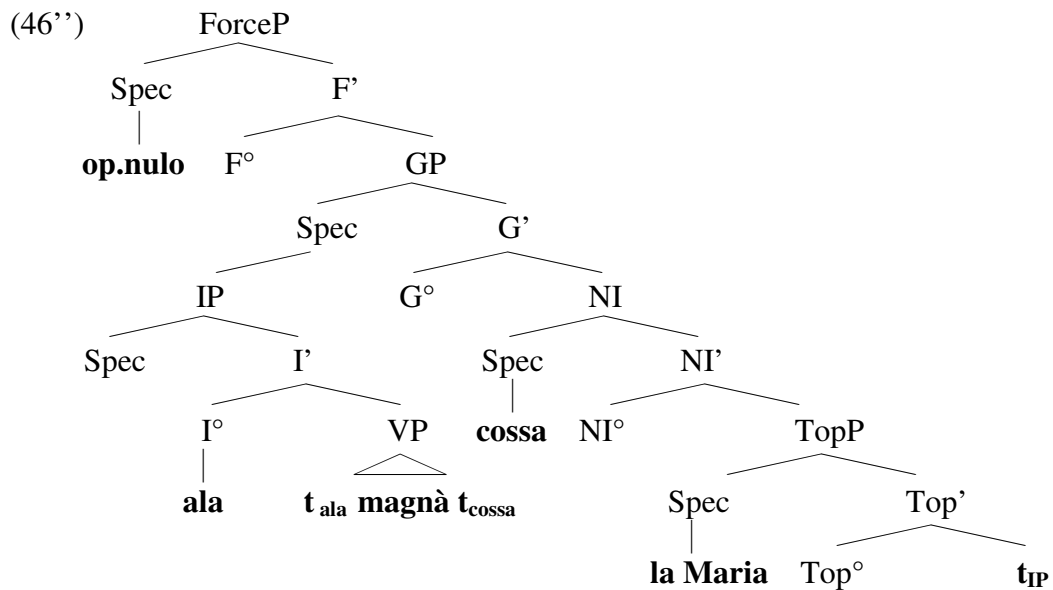 (46’’) ForceP
Spec F’
op.nulo F° GP
Spec G’
IP G° NI
Spec I’ Spec NI’
I° VP cossa NI° TopP
ala t ala magnà tcossa Spec Top’
la Maria Top° tIP